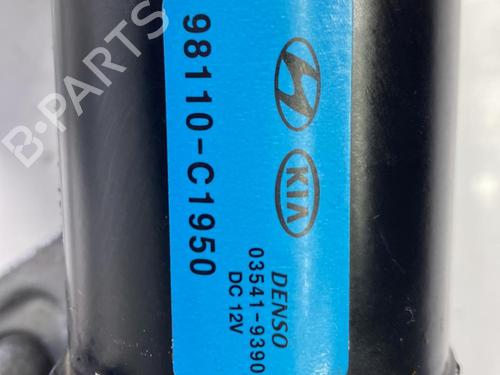 98110-C1950
KIA
DENSO
03541-9390
DC 12V
B-PARTS